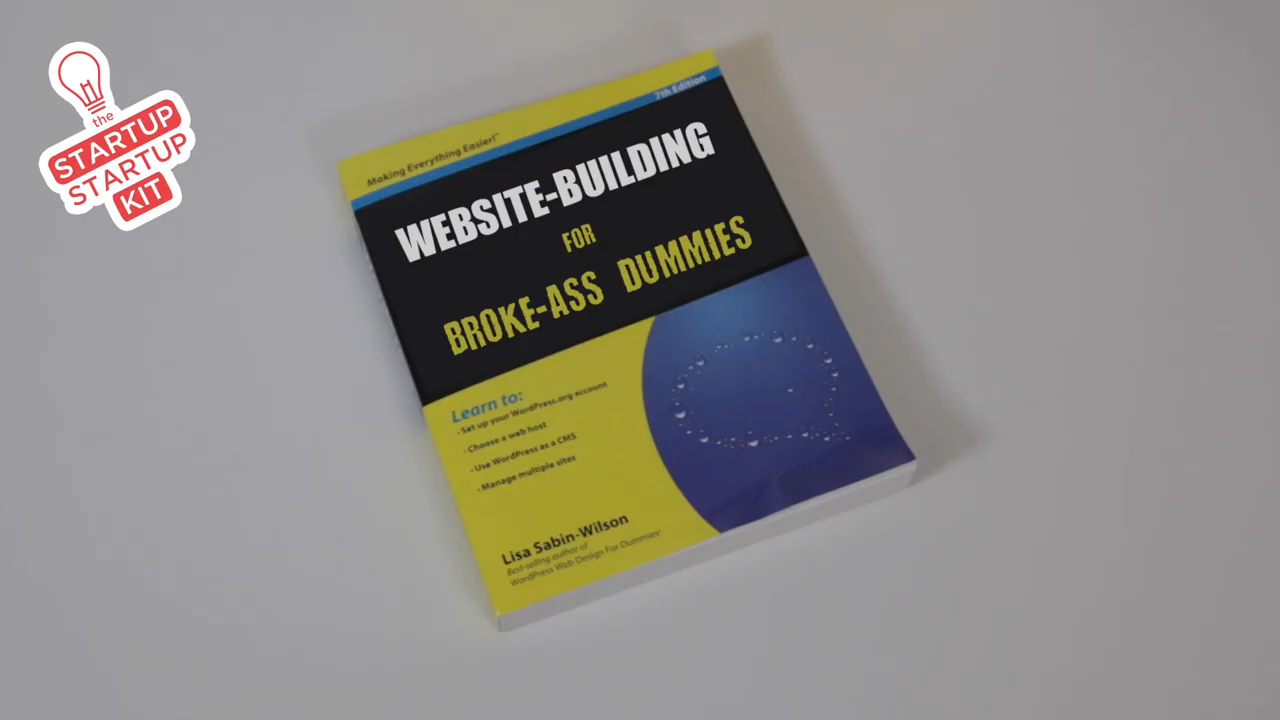 the
STARTUP
STARTUP
KIT
7th Edition
Making Everything Easier!™
WEBSITE-BUILDING
FOR
BROKE-ASS DUMMIES
Learn to:
- Set up your WordPress.org account
- Choose a web host
- Use WordPress as a CMS
- Manage multiple sites
Lisa Sabin-Wilson
Best-selling author of
WordPress Web Design For Dummies®